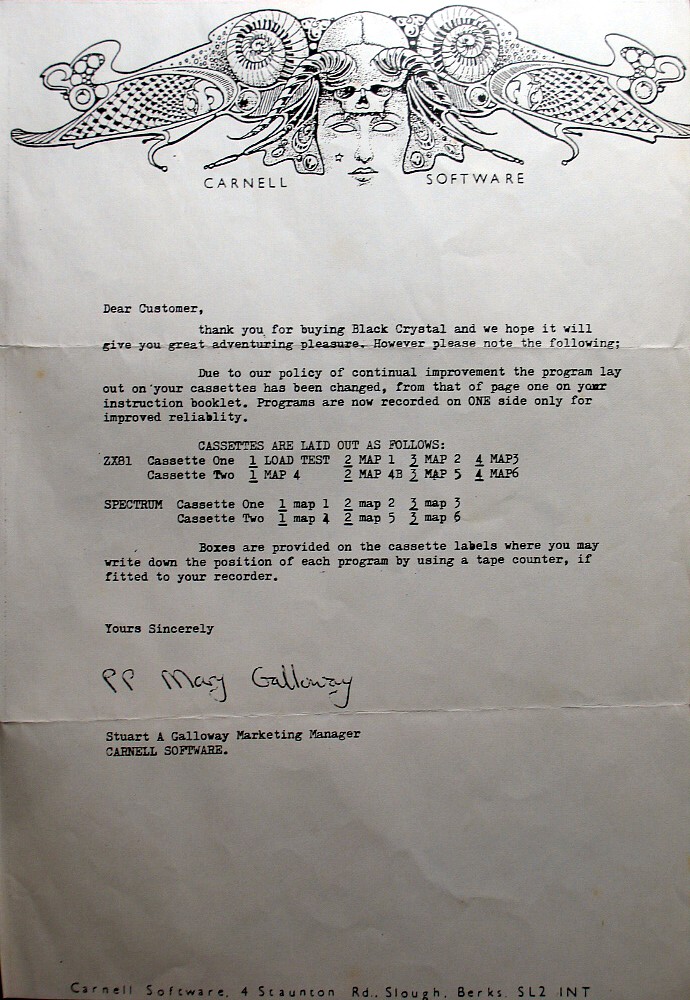 CARNELL SOFTWARE
Dear Customer,
thank you for buying Black Crystal and we hope it will
give you great adventuring pleasure. However please note the following;
Due to our policy of continual improvement the program lay
out on your cassettes has been changed, from that of page one on your
instruction booklet. Programs are now recorded on ONE side only for
improved reliablity.
CASSETTES ARE LAID OUT AS FOLLOWS:
ZX81 Cassette One 1 LOAD TEST 2 MAP 1 3 MAP 2 4 MAP3
Cassette Two 1 MAP 4 2 MAP 4B 3 MAP 5 4 MAP6
SPECTRUM Cassette One 1 map 1 2 map 2 3 map 3
Cassette Two 1 map 4 2 map 5 3 map 6
Boxes are provided on the cassette labels where you may
write down the position of each program by using a tape counter, if
fitted to your recorder.
Yours Sincerely
PP Mary Galloway
Stuart A Galloway Marketing Manager
CARNELL SOFTWARE.
Carnell Software, 4 Staunton Rd., Slough, Berks. SL2 1NT